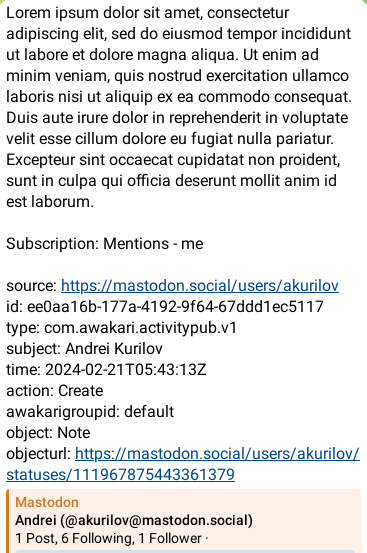 Lorem ipsum dolor sit amet, consectetur
adipiscing elit, sed do eiusmod tempor incididunt
ut labore et dolore magna aliqua. Ut enim ad
minim veniam, quis nostrud exercitation ullamco
laboris nisi ut aliquip ex ea commodo consequat.
Duis aute irure dolor in reprehenderit in voluptate
velit esse cillum dolore eu fugiat nulla pariatur.
Excepteur sint occaecat cupidatat non proident,
sunt in culpa qui officia deserunt mollit anim id
est laborum.

Subscription: Mentions - me

source: https://mastodon.social/users/akurilov
id: ee0aa16b-177a-4192-9f64-67ddd1ec5117
type: com.awakari.activitypub.v1
subject: Andrei Kurilov
time: 2024-02-21T05:43:13Z
action: Create
awakarigroupid: default
object: Note
objecturl: https://mastodon.social/users/akurilov/
statuses/111967875443361379
Mastodon
Andrei (@akurilov@mastodon.social)
1 Post, 6 Following, 1 Follower ·